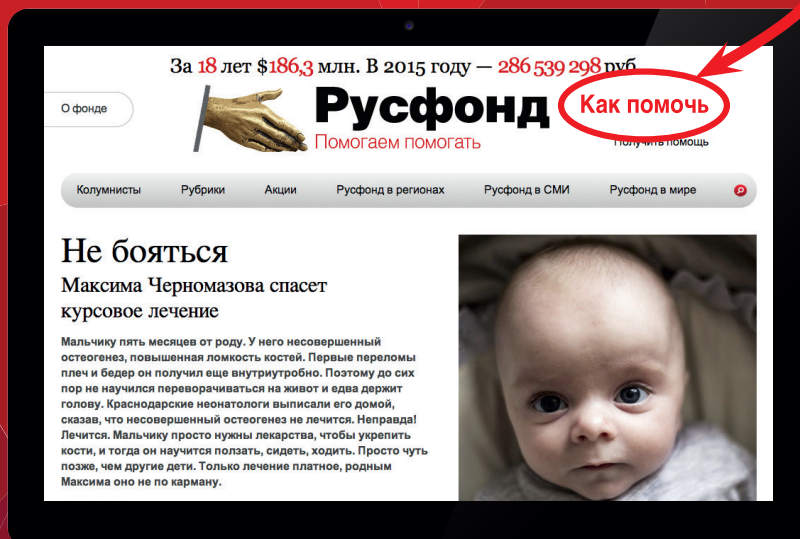 За 18 лет $186,3 млн. В 2015 году — 286 539 298 руб.
О фонде
Русфонд
Как помочь
Помогаем помогать
Получить помощь
Колумнисты Рубрики Акции Русфонд в регионах Русфонд в СМИ Русфонд в мире
Не бояться
Максима Черномазова спасет
курсовое лечение
Мальчику пять месяцев от роду. У него несовершенный
остеогенез, повышенная ломкость костей. Первые переломы
плеч и бедер он получил еще внутриутробно. Поэтому до сих
пор не научился переворачиваться на живот и едва держит
голову. Краснодарские неонатологи выписали его домой,
сказав, что несовершенный остеогенез не лечится. Неправда!
Лечится. Мальчику просто нужны лекарства, чтобы укрепить
кости, и тогда он научится ползать, сидеть, ходить. Просто чуть
позже, чем другие дети. Только лечение платное, родным
Максима оно не по карману.